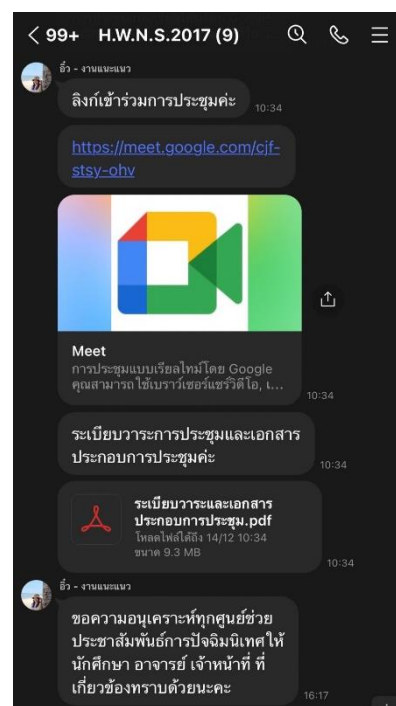 99+ H.W.N.S.2017 (9)
อิ๋ว - งานแนะแนว
ลิงก์เข้าร่วมการประชุมค่ะ
10:34
https://meet.google.com/cjf-
stsy-ohv
Meet
การประชุมแบบเรียลไทม์โดย Google
คุณสามารถใช้เบราว์เซอร์แชร์วิดีโอ, เ...
10:34
ระเบียบวาระการประชุมและเอกสาร
ประกอบการประชุมค่ะ
10:34
ระเบียบวาระและเอกสาร
ประกอบการประชุม.pdf
โหลดไฟล์ได้ถึง 14/12 10:34
ขนาด 9.3 MB
10:34
อิ๋ว - งานแนะแนว
ขอความอนุเคราะห์ทุกศูนย์ช่วย
ประชาสัมพันธ์การปัจฉิมนิเทศให้
นักศึกษา อาจารย์ เจ้าหน้าที่ ที่
เกี่ยวข้องทราบด้วยนะคะ
16:17